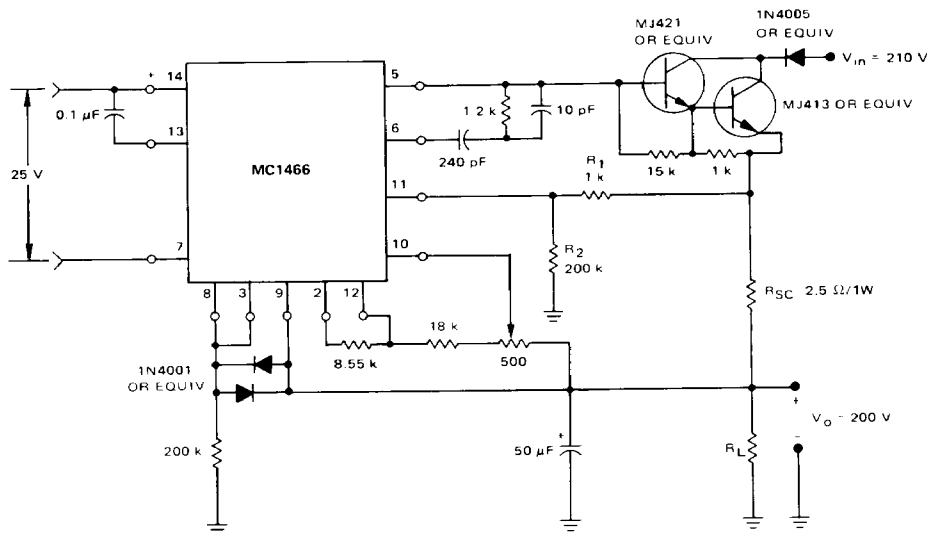 MJ421
OR EQUIV
1N4005
OR EQUIV
Vin = 210 V
MJ413 OR EQUIV
+
14
0.1 µF
13
25 V
7
MC1466
5
6
11
10
1.2 k
10 pF
240 pF
15 k
1 k
R1
1 k
R2
200 k
RSC 2.5 Ω/1W
8
3
9
2
12
8.55 k
18 k
500
1N4001
OR EQUIV
200 k
+
50 µF
RL
+
Vo = 200 V
-